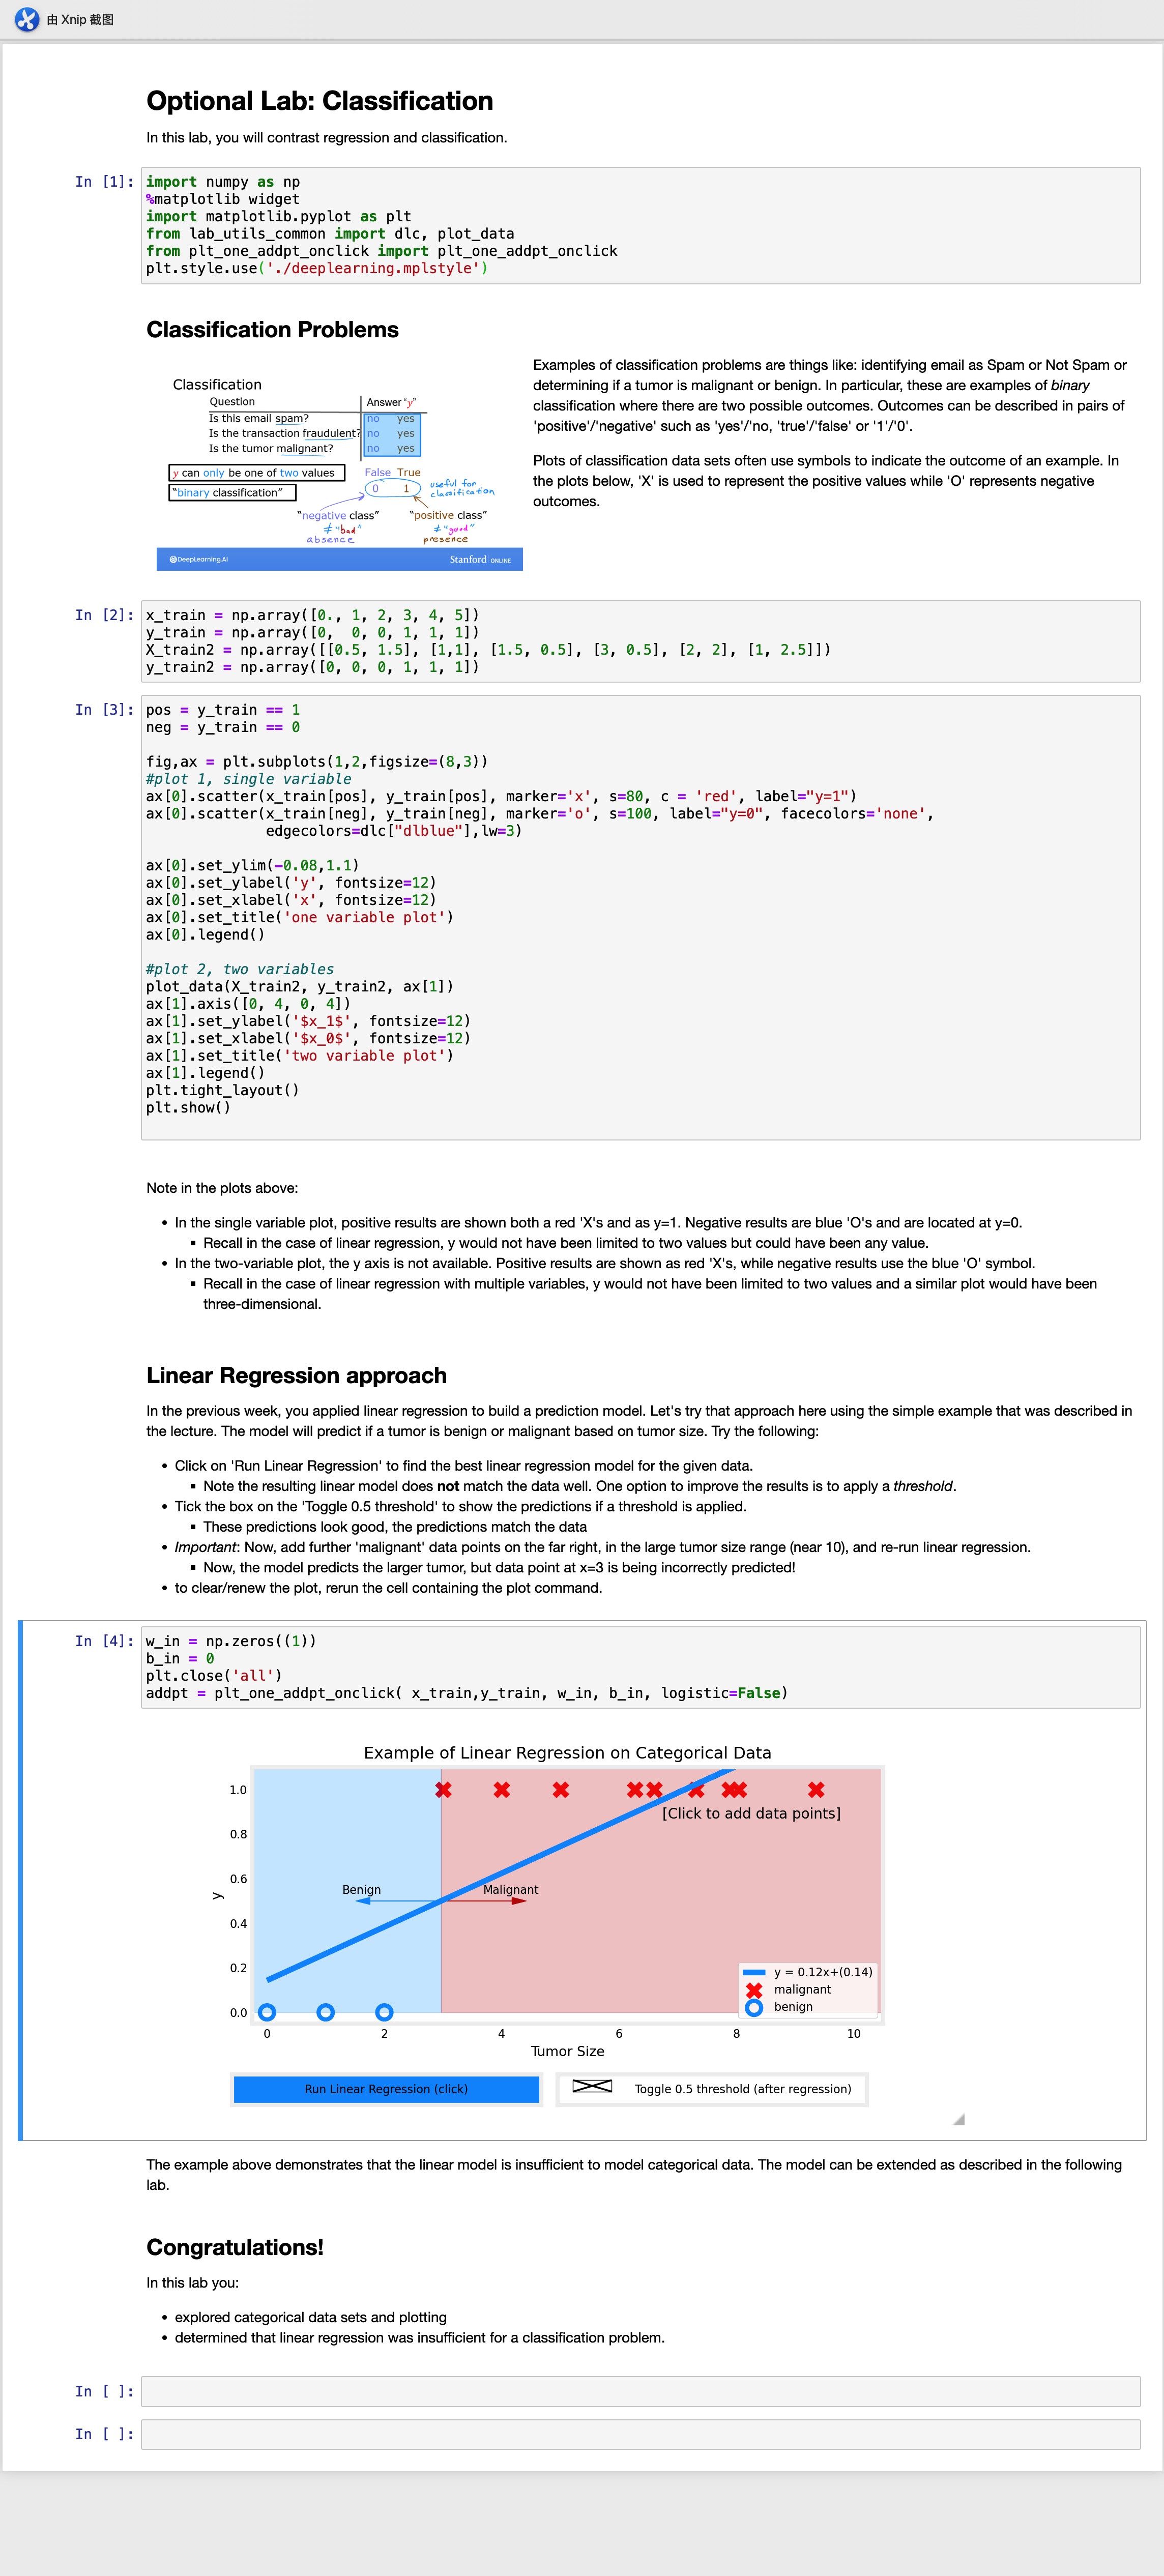 由 Xnip 截图
Optional Lab: Classification
In this lab, you will contrast regression and classification.
In [1]: import numpy as np
%matplotlib widget
import matplotlib.pyplot as plt
from lab_utils_common import dlc, plot_data
from plt_one_addpt_onclick import plt_one_addpt_onclick
plt.style.use('./deeplearning.mplstyle')
Classification Problems
Classification
Question Answer "y"
Is this email spam? no yes
Is the transaction fraudulent? no yes
Is the tumor malignant? no yes
y can only be one of two values
False True
"binary classification"
0 1
useful for
classification
"negative class" "positive class"
≠ "bad" ≠ "good"
absence presence
DeepLearning.AI Stanford ONLINE
Examples of classification problems are things like: identifying email as Spam or Not Spam or
determining if a tumor is malignant or benign. In particular, these are examples of binary
classification where there are two possible outcomes. Outcomes can be described in pairs of
'positive'/'negative' such as 'yes'/'no, 'true'/'false' or '1'/'0'.
Plots of classification data sets often use symbols to indicate the outcome of an example. In
the plots below, 'X' is used to represent the positive values while 'O' represents negative
outcomes.
In [2]: x_train = np.array([0., 1, 2, 3, 4, 5])
y_train = np.array([0,  0, 0, 1, 1, 1])
X_train2 = np.array([[0.5, 1.5], [1,1], [1.5, 0.5], [3, 0.5], [2, 2], [1, 2.5]])
y_train2 = np.array([0, 0, 0, 1, 1, 1])
In [3]: pos = y_train == 1
neg = y_train == 0
fig,ax = plt.subplots(1,2,figsize=(8,3))
#plot 1, single variable
ax[0].scatter(x_train[pos], y_train[pos], marker='x', s=80, c = 'red', label="y=1")
ax[0].scatter(x_train[neg], y_train[neg], marker='o', s=100, label="y=0", facecolors='none',
edgecolors=dlc["dlblue"],lw=3)
ax[0].set_ylim(-0.08,1.1)
ax[0].set_ylabel('y', fontsize=12)
ax[0].set_xlabel('x', fontsize=12)
ax[0].set_title('one variable plot')
ax[0].legend()
#plot 2, two variables
plot_data(X_train2, y_train2, ax[1])
ax[1].axis([0, 4, 0, 4])
ax[1].set_ylabel('$x_1$', fontsize=12)
ax[1].set_xlabel('$x_0$', fontsize=12)
ax[1].set_title('two variable plot')
ax[1].legend()
plt.tight_layout()
plt.show()
Note in the plots above:
• In the single variable plot, positive results are shown both a red 'X's and as y=1. Negative results are blue 'O's and are located at y=0.
▪ Recall in the case of linear regression, y would not have been limited to two values but could have been any value.
• In the two-variable plot, the y axis is not available. Positive results are shown as red 'X's, while negative results use the blue 'O' symbol.
▪ Recall in the case of linear regression with multiple variables, y would not have been limited to two values and a similar plot would have been
three-dimensional.
Linear Regression approach
In the previous week, you applied linear regression to build a prediction model. Let's try that approach here using the simple example that was described in
the lecture. The model will predict if a tumor is benign or malignant based on tumor size. Try the following:
• Click on 'Run Linear Regression' to find the best linear regression model for the given data.
▪ Note the resulting linear model does not match the data well. One option to improve the results is to apply a threshold.
• Tick the box on the 'Toggle 0.5 threshold' to show the predictions if a threshold is applied.
▪ These predictions look good, the predictions match the data
• Important: Now, add further 'malignant' data points on the far right, in the large tumor size range (near 10), and re-run linear regression.
▪ Now, the model predicts the larger tumor, but data point at x=3 is being incorrectly predicted!
• to clear/renew the plot, rerun the cell containing the plot command.
In [4]: w_in = np.zeros((1))
b_in = 0
plt.close('all')
addpt = plt_one_addpt_onclick( x_train,y_train, w_in, b_in, logistic=False)
Example of Linear Regression on Categorical Data
1.0
[Click to add data points]
0.8
0.6
Benign Malignant
y
0.4
0.2
y = 0.12x+(0.14)
malignant
benign
0.0
0 2 4 6 8 10
Tumor Size
Run Linear Regression (click) Toggle 0.5 threshold (after regression)
The example above demonstrates that the linear model is insufficient to model categorical data. The model can be extended as described in the following
lab.
Congratulations!
In this lab you:
• explored categorical data sets and plotting
• determined that linear regression was insufficient for a classification problem.
In [ ]:
In [ ]: